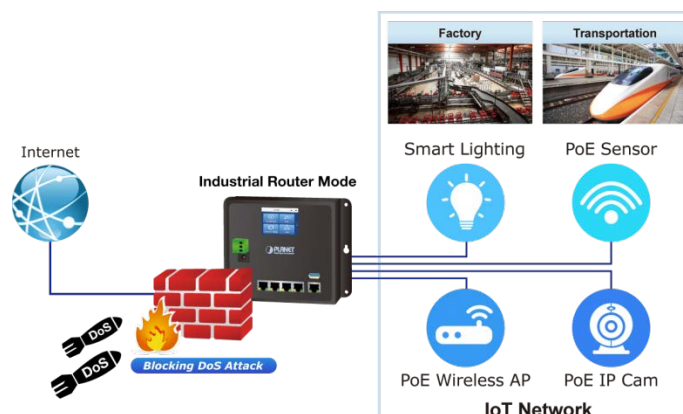 Factory
Transportation
Internet
Smart Lighting
PoE Sensor
Industrial Router Mode
PLANET
DoS
DoS
Blocking DoS Attack
PoE Wireless AP
PoE IP Cam
IoT Network